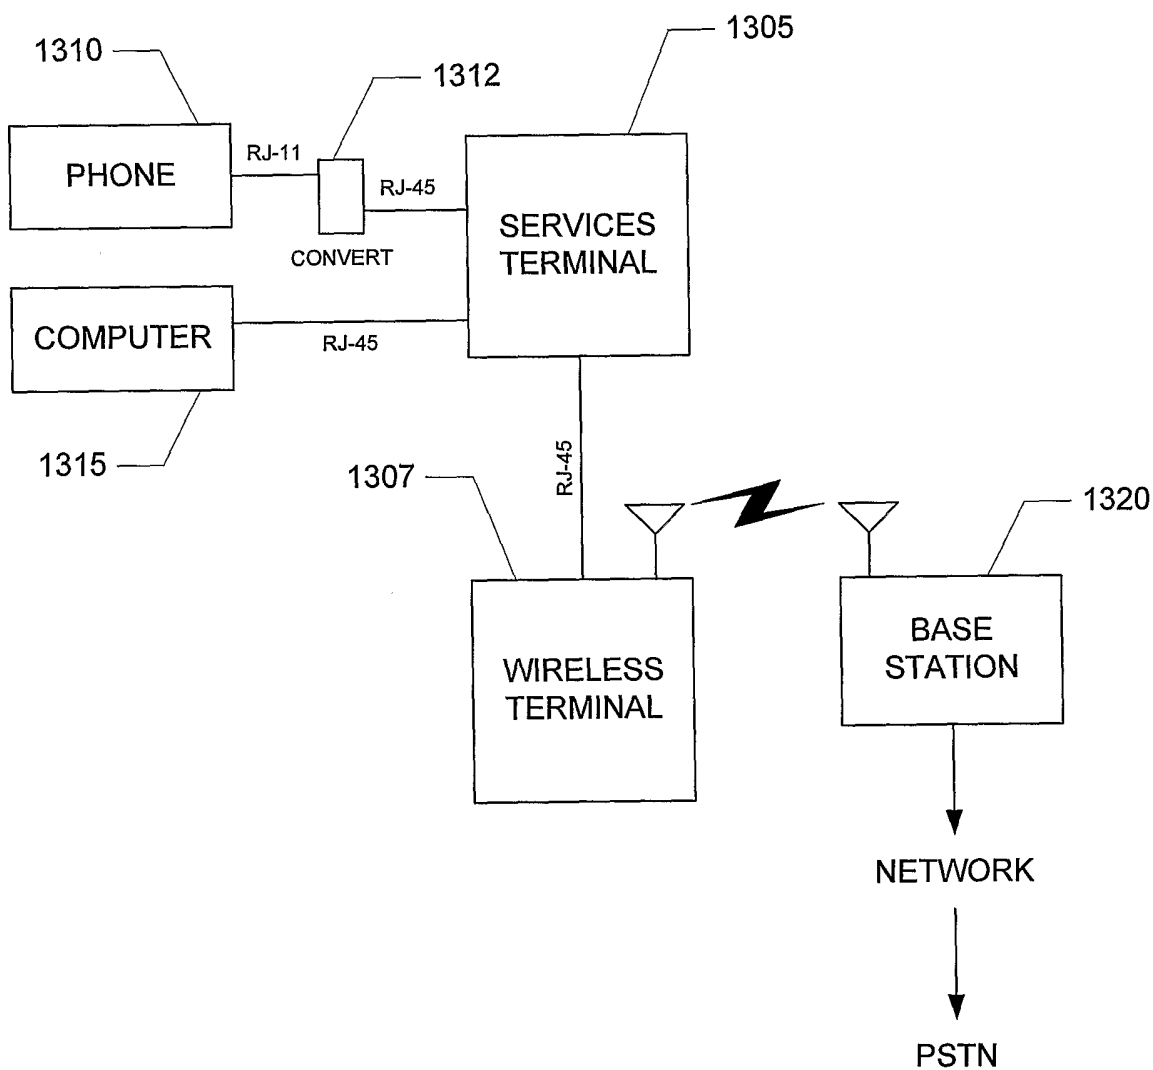 1305
1310
1312
PHONE
RJ-11
RJ-45
SERVICES
TERMINAL
CONVERT
COMPUTER
RJ-45
1315
RJ-45
1307
1320
BASE
STATION
WIRELESS
TERMINAL
NETWORK
PSTN